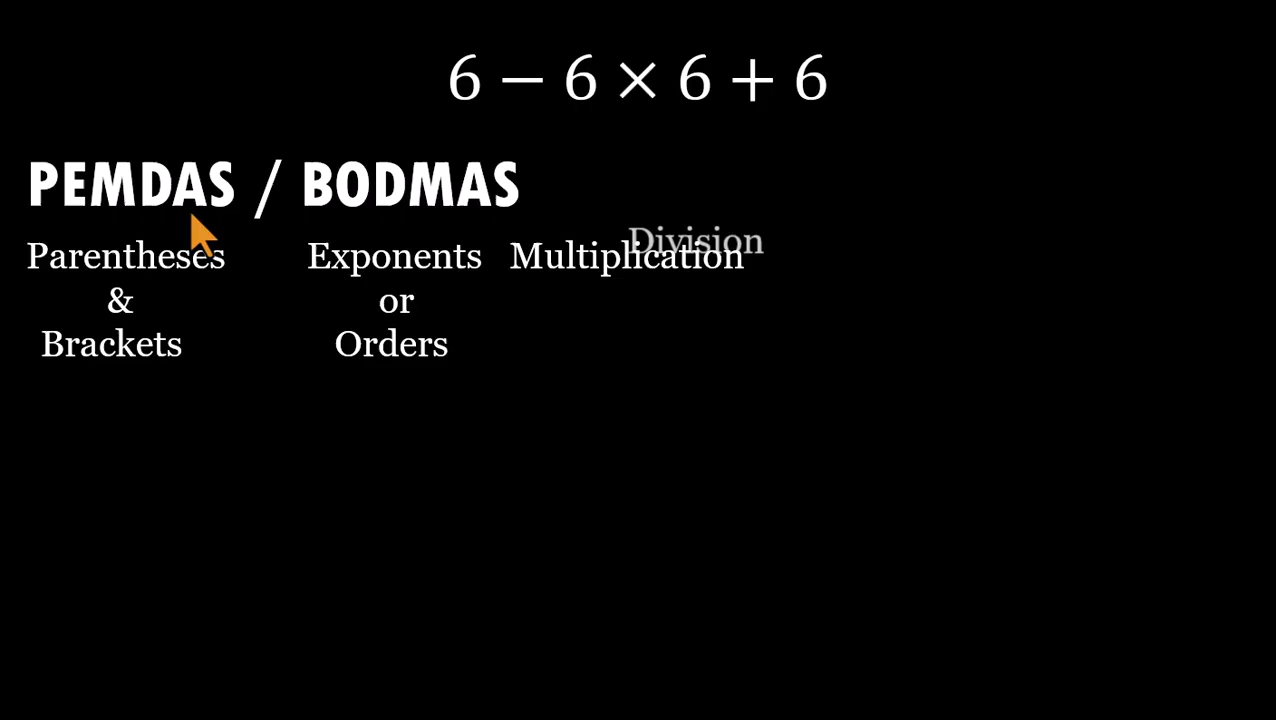 6 − 6 × 6 + 6
PEMDAS / BODMAS
Parentheses & Brackets
Exponents or Orders
Multiplication
Division